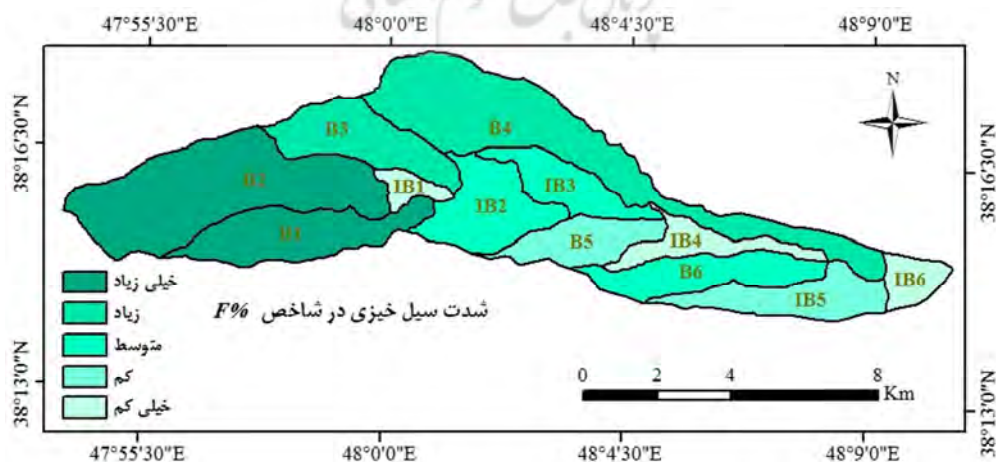 47°55'30"E 48°0'0"E 48°4'30"E 48°9'0"E
N
38°16'30"N 38°16'30"N
B4
B3
IB3
B2 IB1
IB2
B1 B5 IB4
B6 IB6
IB5
خیلی زیاد
زیاد
متوسط
کم
خیلی کم
شدت سیل خیزی در شاخص F%
0 2 4 8
Km
38°13'0"N 38°13'0"N
47°55'30"E 48°0'0"E 48°4'30"E 48°9'0"E